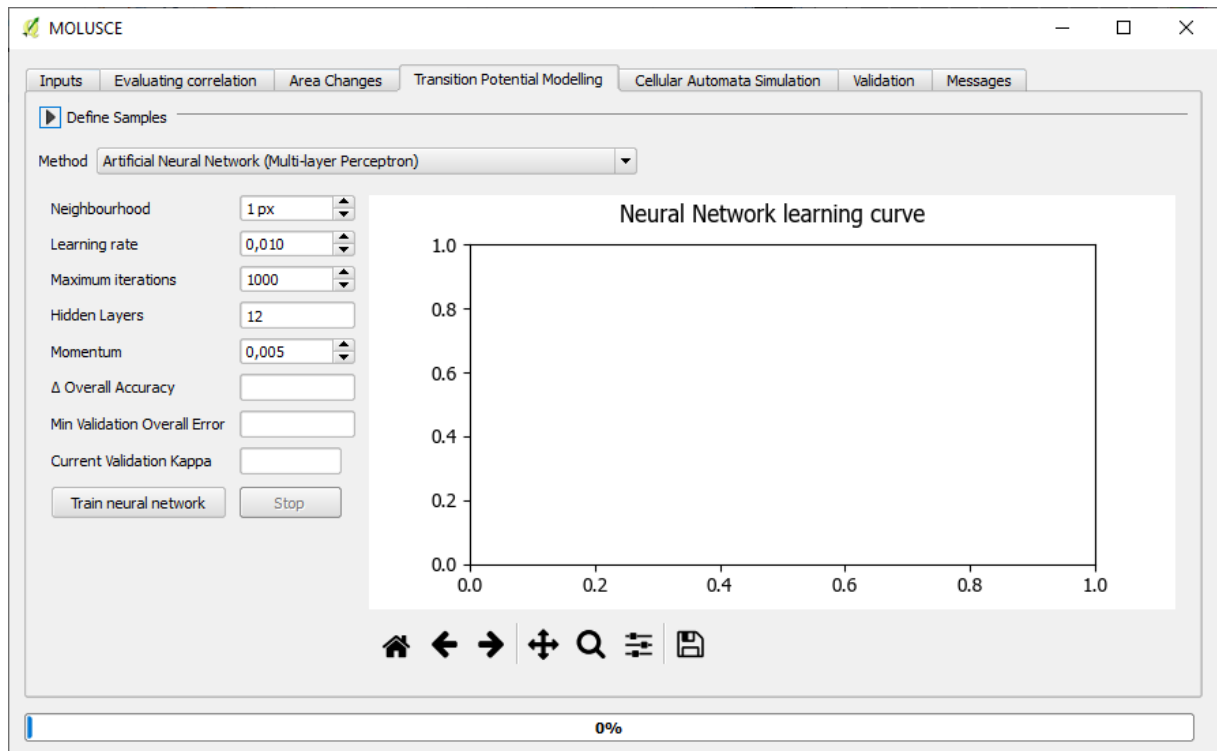 MOLUSCE
Inputs Evaluating correlation Area Changes Transition Potential Modelling Cellular Automata Simulation Validation Messages
Define Samples
Method Artificial Neural Network (Multi-layer Perceptron)
Neighbourhood 1 px
Learning rate 0,010
Maximum iterations 1000
Hidden Layers 12
Momentum 0,005
Δ Overall Accuracy
Min Validation Overall Error
Current Validation Kappa
Train neural network Stop
Neural Network learning curve
1.0
0.8
0.6
0.4
0.2
0.0
0.0 0.2 0.4 0.6 0.8 1.0
0%